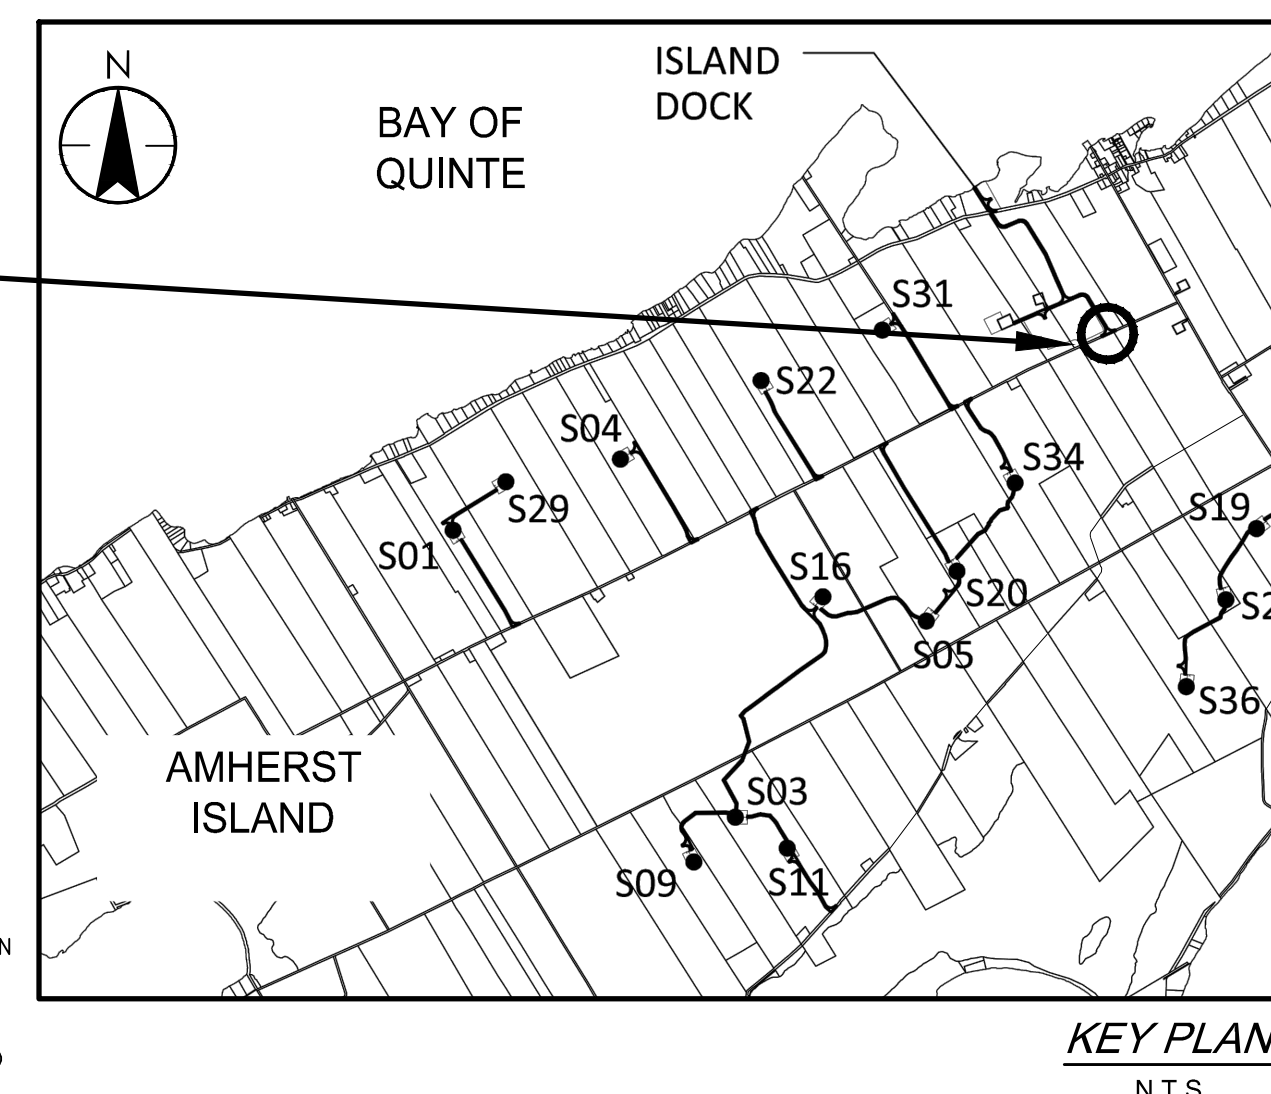 N
ISLAND
DOCK
BAY OF
QUINTE
S31
S22
S04
S34
S29
S19
S01
S16
S20
S2
S05
S36
AMHERST
ISLAND
S03
S09
S11
N
KEY PLAN
N.T.S.